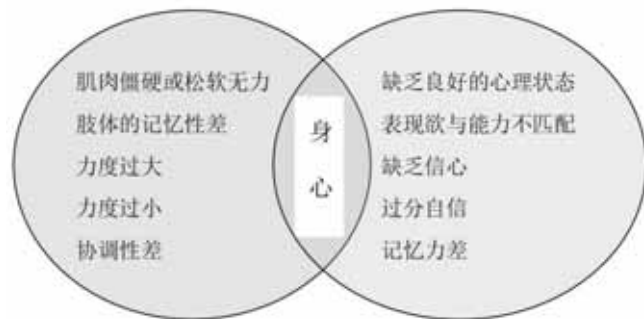 肌肉僵硬或松软无力
肢体的记忆性差
力度过大
力度过小
协调性差
身
心
缺乏良好的心理状态
表现欲与能力不匹配
缺乏信心
过分自信
记忆力差